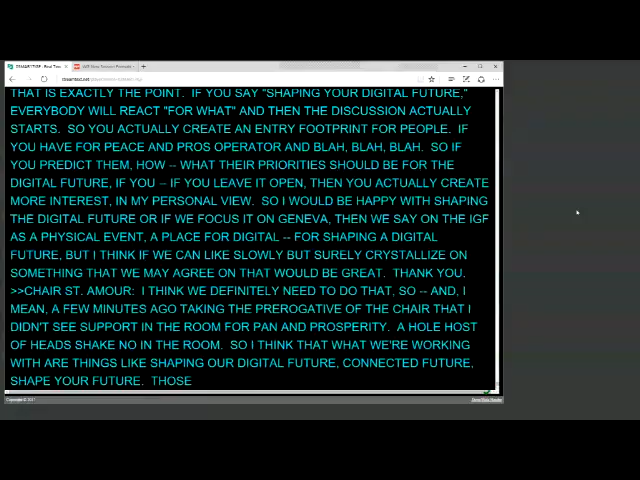 THAT IS EXACTLY THE POINT.  IF YOU SAY "SHAPING YOUR DIGITAL FUTURE,"
EVERYBODY WILL REACT "FOR WHAT" AND THEN THE DISCUSSION ACTUALLY
STARTS.  SO YOU ACTUALLY CREATE AN ENTRY FOOTPRINT FOR PEOPLE.  IF
YOU HAVE FOR PEACE AND PROS OPERATOR AND BLAH, BLAH, BLAH.  SO IF
YOU PREDICT THEM, HOW -- WHAT THEIR PRIORITIES SHOULD BE FOR THE
DIGITAL FUTURE, IF YOU -- IF YOU LEAVE IT OPEN, THEN YOU ACTUALLY CREATE
MORE INTEREST, IN MY PERSONAL VIEW.  SO I WOULD BE HAPPY WITH SHAPING
THE DIGITAL FUTURE OR IF WE FOCUS IT ON GENEVA, THEN WE SAY ON THE IGF
AS A PHYSICAL EVENT, A PLACE FOR DIGITAL -- FOR SHAPING A DIGITAL
FUTURE, BUT I THINK IF WE CAN LIKE SLOWLY BUT SURELY CRYSTALLIZE ON
SOMETHING THAT WE MAY AGREE ON THAT WOULD BE GREAT.  THANK YOU.
>>CHAIR ST. AMOUR:  I THINK WE DEFINITELY NEED TO DO THAT, SO -- AND, I
MEAN, A FEW MINUTES AGO TAKING THE PREROGATIVE OF THE CHAIR THAT I
DIDN'T SEE SUPPORT IN THE ROOM FOR PAN AND PROSPERITY.  A HOLE HOST
OF HEADS SHAKE NO IN THE ROOM.  SO I THINK THAT WHAT WE'RE WORKING
WITH ARE THINGS LIKE SHAPING OUR DIGITAL FUTURE, CONNECTED FUTURE,
SHAPE YOUR FUTURE.  THOSE